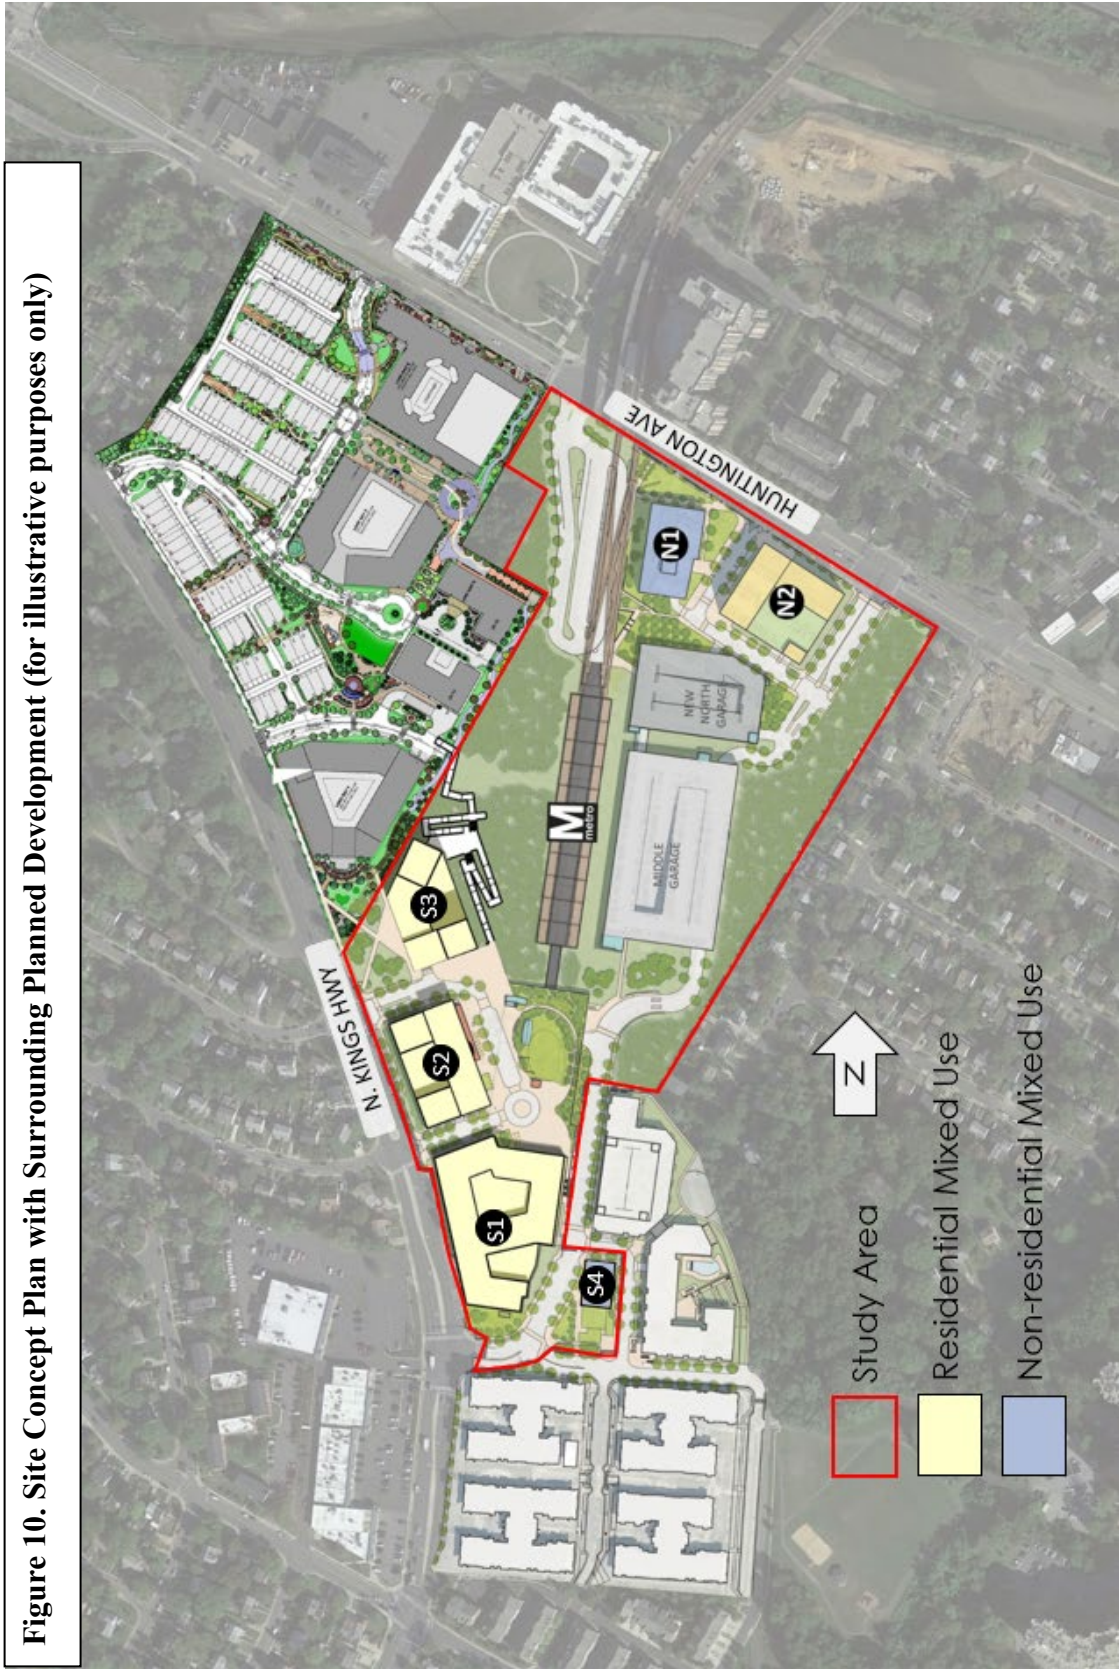 Figure 10. Site Concept Plan with Surrounding Planned Development (for illustrative purposes only)
N. KINGS HWY
HUNTINGTON AVE
S1
S2
S3
S4
M
metro
MIDDLE
GARAGE
NEW
NORTH
GARAGE
N1
N2
N
Study Area
Residential Mixed Use
Non-residential Mixed Use